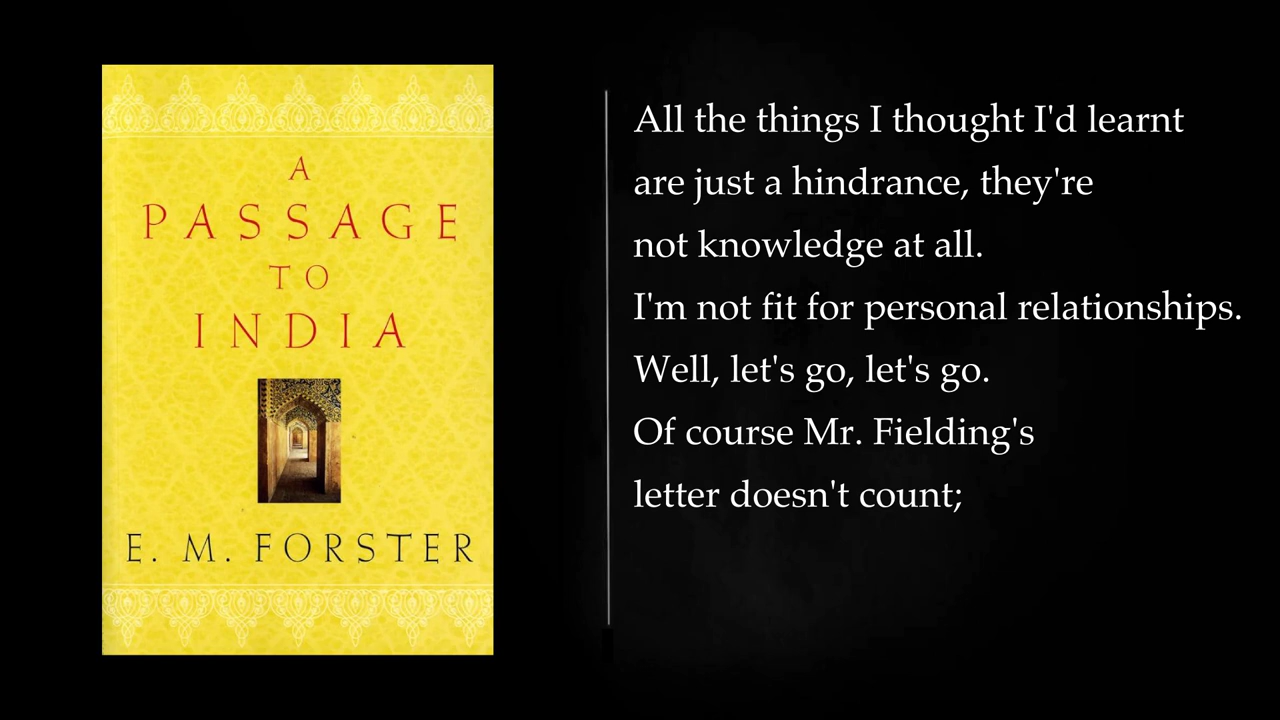 A
PASSAGE
TO
INDIA
E. M. FORSTER
All the things I thought I'd learnt
are just a hindrance, they're
not knowledge at all.
I'm not fit for personal relationships.
Well, let's go, let's go.
Of course Mr. Fielding's
letter doesn't count;